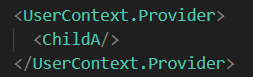 <UserContext.Provider>
  <ChildA/>
</UserContext.Provider>